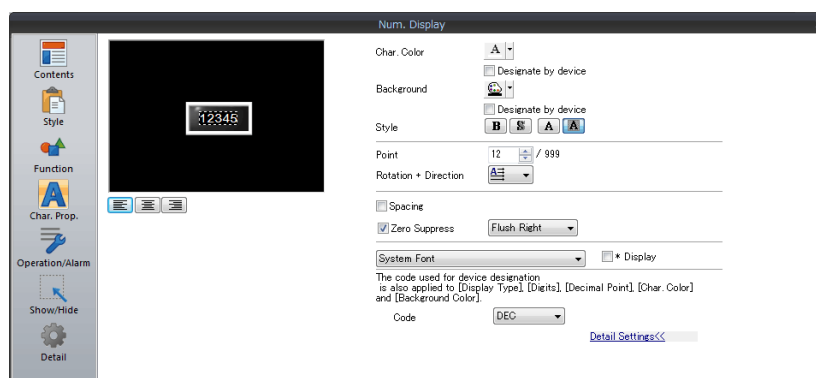 Num. Display
Contents
Style
Function
Char. Prop.
Operation/Alarm
Show/Hide
Detail
12345
Char. Color
A
Designate by device
Background
Designate by device
Style
B S A A
Point
12 / 999
Rotation + Direction
A
Spacing
Zero Suppress
Flush Right
System Font
* Display
The code used for device designation
is also applied to [Display Type], [Digits], [Decimal Point], [Char. Color]
and [Background Color].
Code
DEC
Detail Settings<<